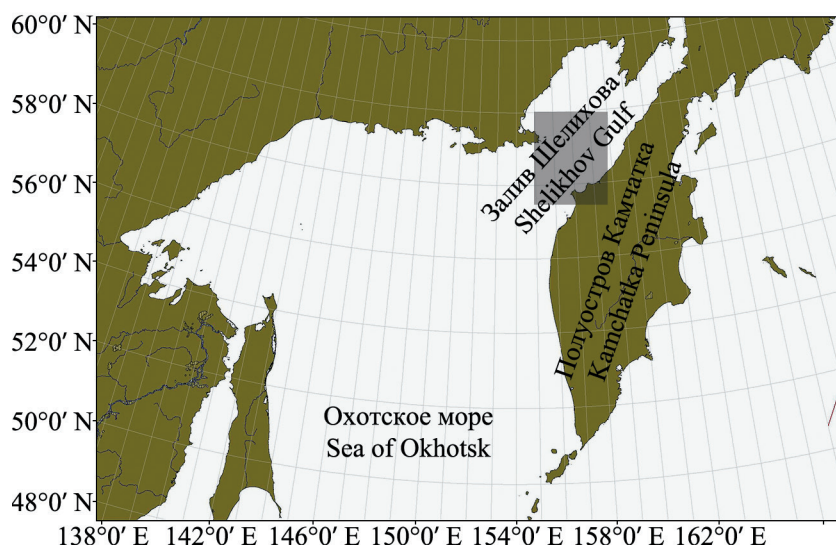 60°0′ N
58°0′ N
56°0′ N
54°0′ N
52°0′ N
50°0′ N
48°0′ N
Залив Шелихова
Shelikhov Gulf
Полуостров Камчатка
Kamchatka Peninsula
Охотское море
Sea of Okhotsk
138°0′ E 142°0′ E 146°0′ E 150°0′ E 154°0′ E 158°0′ E 162°0′ E